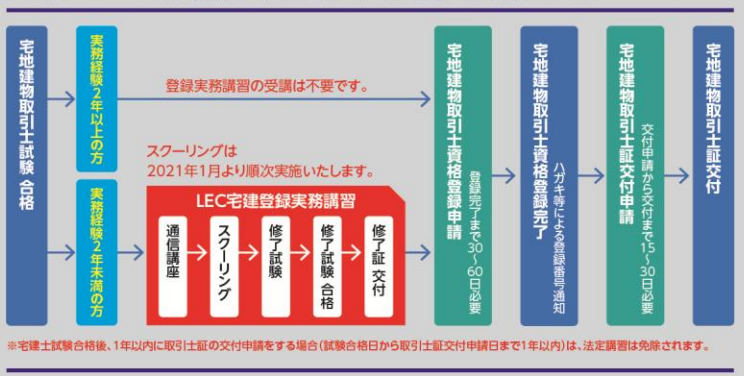 宅地建物取引士試験 合格
実務経験2年以上の方
登録実務講習の受講は不要です。
実務経験2年未満の方
スクーリングは
2021年1月より順次実施いたします。
LEC宅建登録実務講習
通信講座
スクーリング
修了試験
修了試験 合格
修了証 交付
宅地建物取引士資格登録申請
登録完了まで30〜60日必要
宅地建物取引士資格登録完了
ハガキ等による登録番号通知
宅地建物取引士証交付申請
交付申請から交付まで15〜30日必要
宅地建物取引士証交付
※宅建士試験合格後、1年以内に取引士証の交付申請をする場合(試験合格日から取引士証交付申請日まで1年以内)は、法定講習は免除されます。